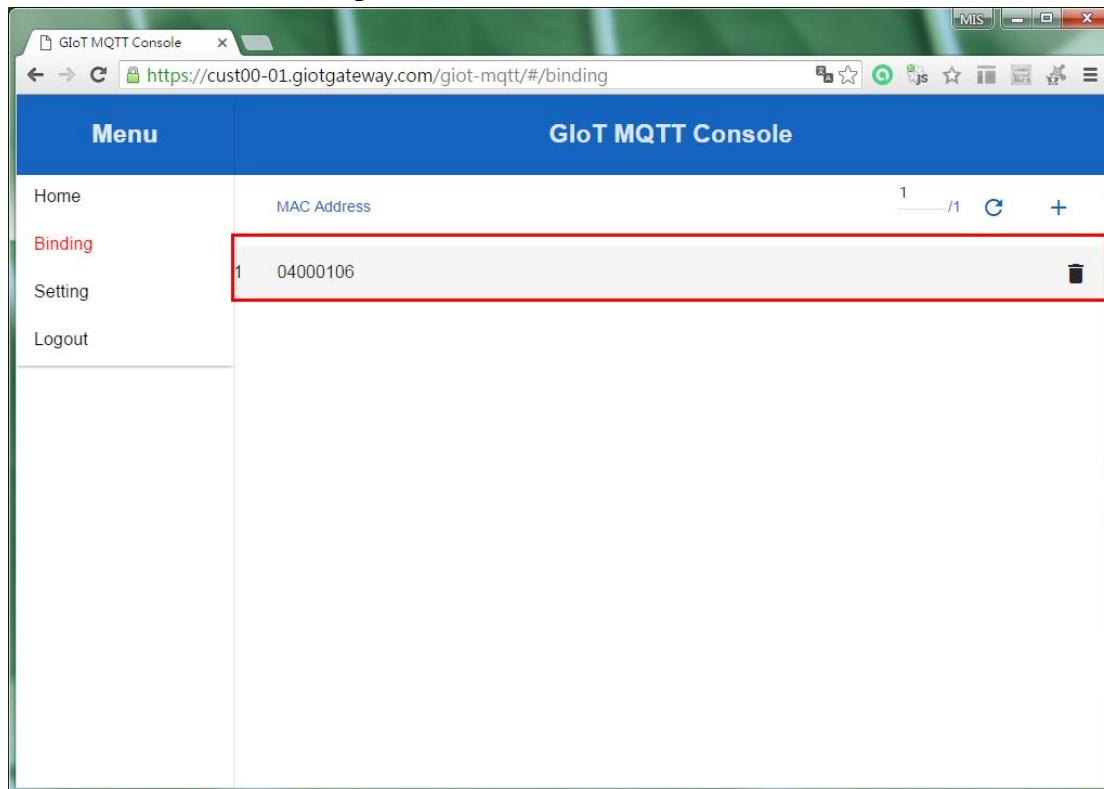 MIS
GIoT MQTT Console
https://cust00-01.giotgateway.com/giot-mqtt/#/binding
js
Menu
GIoT MQTT Console
Home
MAC Address
1
/1
Binding
1
04000106
Setting
Logout